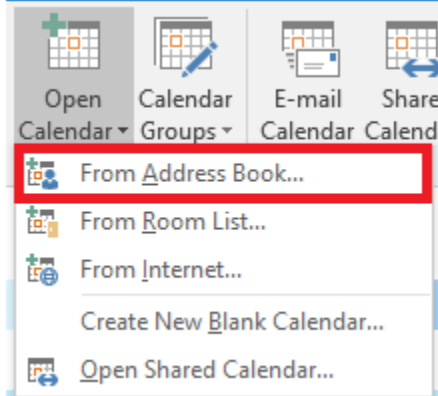 Open Calendar E-mail Share
Calendar Groups Calendar Calend
From Address Book...
From Room List...
From Internet...
Create New Blank Calendar...
Open Shared Calendar...